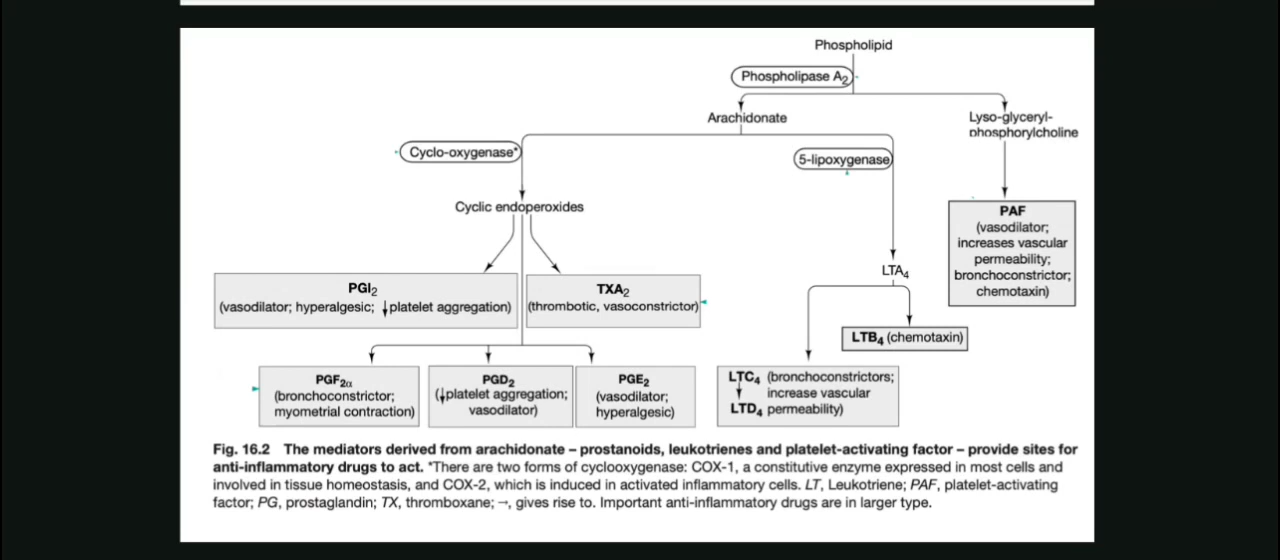 Phospholipid
Phospholipase A2
Arachidonate
Lyso-glyceryl-
phosphorylcholine
Cyclo-oxygenase*
5-lipoxygenase
Cyclic endoperoxides
PAF
(vasodilator;
increases vascular
permeability;
bronchoconstrictor;
chemotaxin)
LTA4
PGI2
(vasodilator; hyperalgesic; ↓platelet aggregation)
TXA2
(thrombotic, vasoconstrictor)
LTB4 (chemotaxin)
PGF2α
(bronchoconstrictor;
myometrial contraction)
PGD2
(↓platelet aggregation;
vasodilator)
PGE2
(vasodilator;
hyperalgesic)
LTC4 (bronchoconstrictors;
increase vascular
LTD4 permeability)
Fig. 16.2 The mediators derived from arachidonate – prostanoids, leukotrienes and platelet-activating factor – provide sites for
anti-inflammatory drugs to act. *There are two forms of cyclooxygenase: COX-1, a constitutive enzyme expressed in most cells and
involved in tissue homeostasis, and COX-2, which is induced in activated inflammatory cells. LT, Leukotriene; PAF, platelet-activating
factor; PG, prostaglandin; TX, thromboxane; →, gives rise to. Important anti-inflammatory drugs are in larger type.